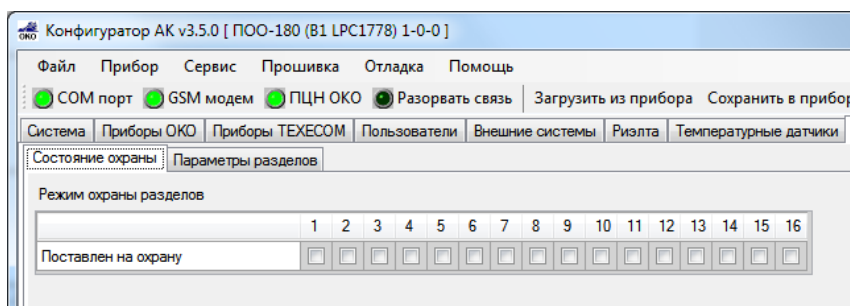 ОКО Конфигуратор АК v3.5.0 [ ПОО-180 (В1 LPC1778) 1-0-0 ]
Файл Прибор Сервис Прошивка Отладка Помощь
COM порт GSM модем ПЦН ОКО Разорвать связь Загрузить из прибора Сохранить в прибор
Система Приборы ОКО Приборы TEXECOM Пользователи Внешние системы Риэлта Температурные датчики
Состояние охраны Параметры разделов
Режим охраны разделов
1 2 3 4 5 6 7 8 9 10 11 12 13 14 15 16
Поставлен на охрану